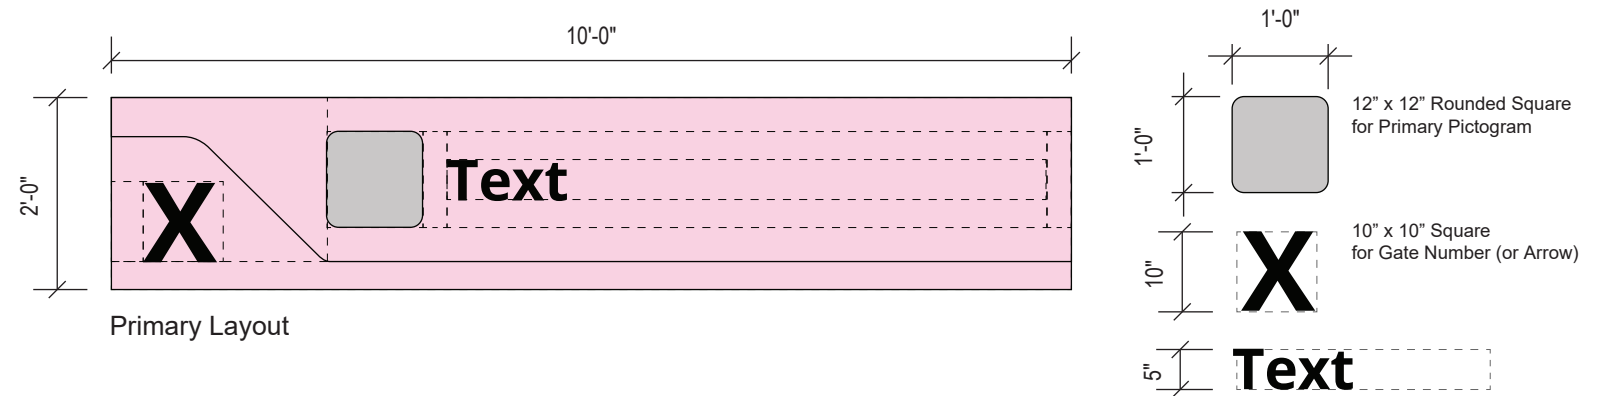 10'-0"
2'-0"
X
Text
Primary Layout
1'-0"
1'-0"
12” x 12” Rounded Square
for Primary Pictogram
10"
X
10” x 10” Square
for Gate Number (or Arrow)
5"
Text